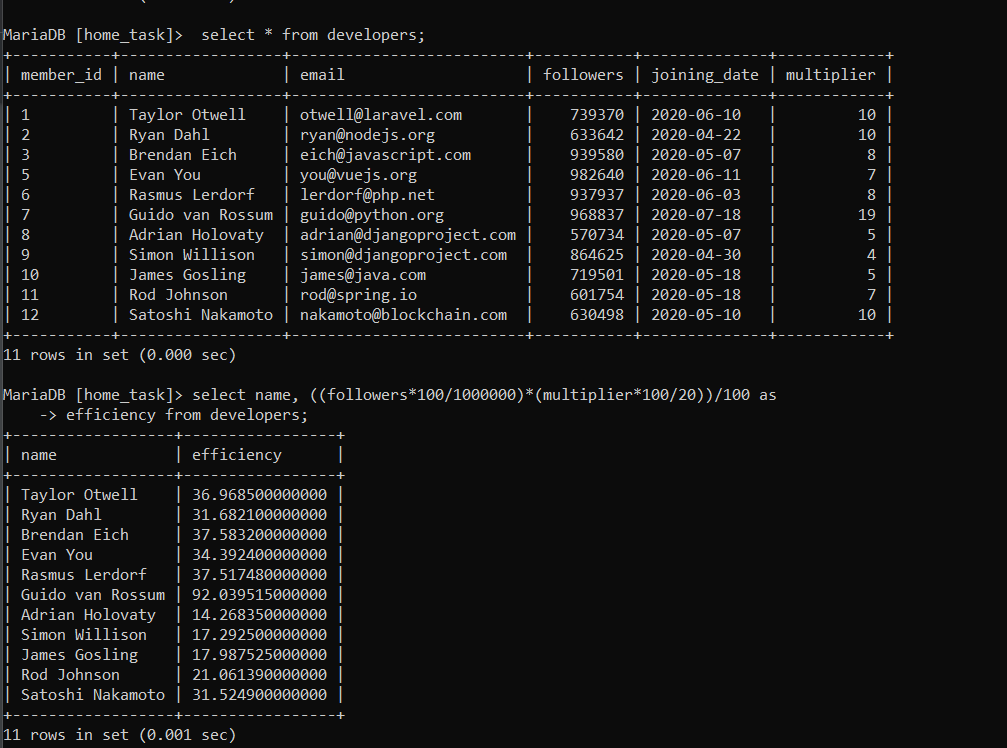 MariaDB [home_task]>  select * from developers;
+-----------+------------------+--------------------------+-----------+--------------+------------+
| member_id | name             | email                    | followers | joining_date | multiplier |
+-----------+------------------+--------------------------+-----------+--------------+------------+
| 1         | Taylor Otwell    | otwell@laravel.com       |    739370 | 2020-06-10   |         10 |
| 2         | Ryan Dahl        | ryan@nodejs.org          |    633642 | 2020-04-22   |         10 |
| 3         | Brendan Eich     | eich@javascript.com      |    939580 | 2020-05-07   |          8 |
| 5         | Evan You         | you@vuejs.org            |    982640 | 2020-06-11   |          7 |
| 6         | Rasmus Lerdorf   | lerdorf@php.net          |    937937 | 2020-06-03   |          8 |
| 7         | Guido van Rossum | guido@python.org         |    968837 | 2020-07-18   |         19 |
| 8         | Adrian Holovaty  | adrian@djangoproject.com |    570734 | 2020-05-07   |          5 |
| 9         | Simon Willison   | simon@djangoproject.com  |    864625 | 2020-04-30   |          4 |
| 10        | James Gosling    | james@java.com           |    719501 | 2020-05-18   |          5 |
| 11        | Rod Johnson      | rod@spring.io            |    601754 | 2020-05-18   |          7 |
| 12        | Satoshi Nakamoto | nakamoto@blockchain.com  |    630498 | 2020-05-10   |         10 |
+-----------+------------------+--------------------------+-----------+--------------+------------+
11 rows in set (0.000 sec)
MariaDB [home_task]> select name, ((followers*100/1000000)*(multiplier*100/20))/100 as
    -> efficiency from developers;
+------------------+-----------------+
| name             | efficiency      |
+------------------+-----------------+
| Taylor Otwell    | 36.968500000000 |
| Ryan Dahl        | 31.682100000000 |
| Brendan Eich     | 37.583200000000 |
| Evan You         | 34.392400000000 |
| Rasmus Lerdorf   | 37.517480000000 |
| Guido van Rossum | 92.039515000000 |
| Adrian Holovaty  | 14.268350000000 |
| Simon Willison   | 17.292500000000 |
| James Gosling    | 17.987525000000 |
| Rod Johnson      | 21.061390000000 |
| Satoshi Nakamoto | 31.524900000000 |
+------------------+-----------------+
11 rows in set (0.001 sec)